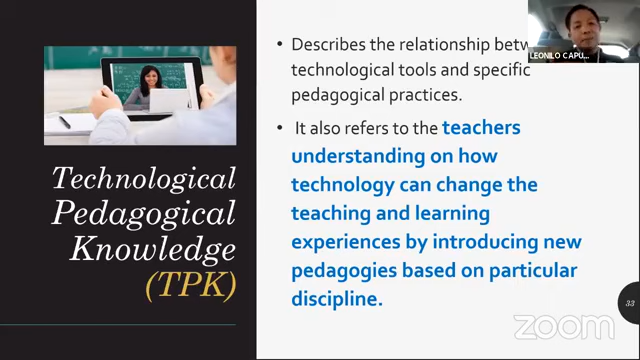 Technological
Pedagogical
Knowledge
(TPK)
• Describes the relationship betw
technological tools and specific
pedagogical practices.
• It also refers to the teachers
understanding on how
technology can change the
teaching and learning
experiences by introducing new
pedagogies based on particular
discipline.
LEONILO CAPU...
33
zoom